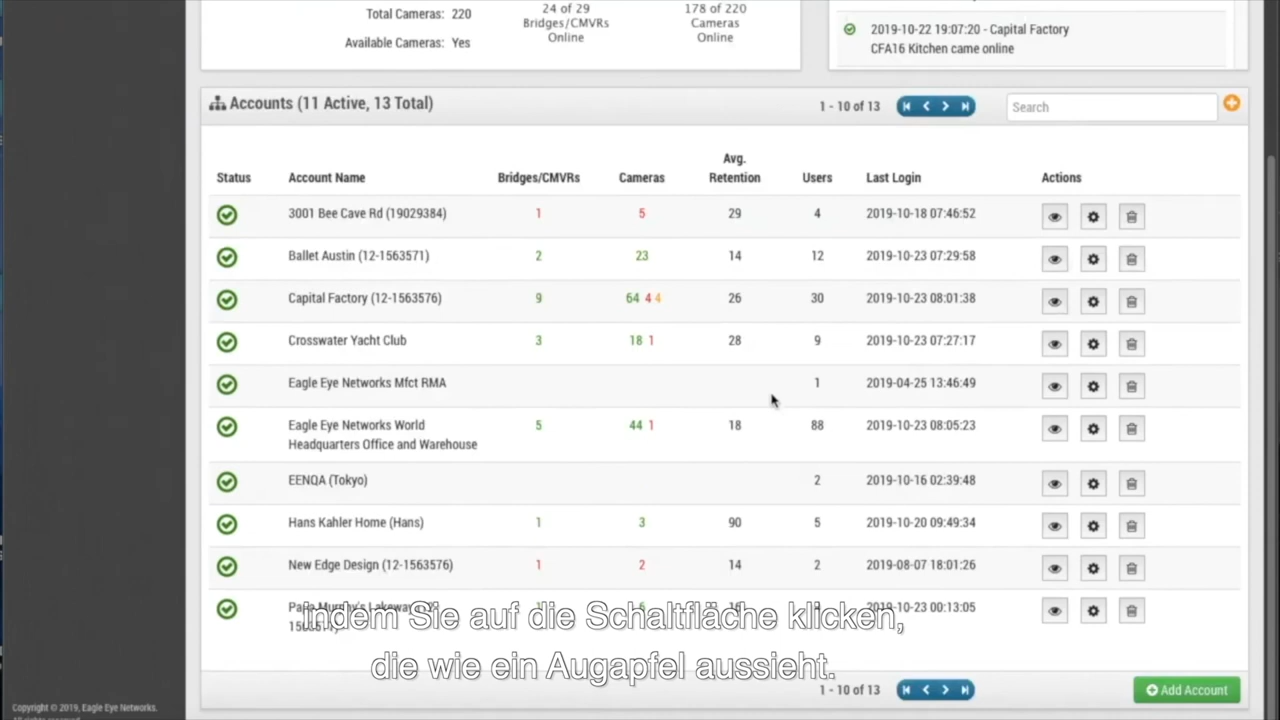 Total Cameras: 220
Available Cameras: Yes
24 of 29
Bridges/CMVRs
Online
178 of 220
Cameras
Online
2019-10-22 19:07:20 - Capital Factory
CFA16 Kitchen came online
Accounts (11 Active, 13 Total)
1 - 10 of 13
Search
Status Account Name Bridges/CMVRs Cameras Avg. Retention Users Last Login Actions
3001 Bee Cave Rd (19029384) 1 5 29 4 2019-10-18 07:46:52
Ballet Austin (12-1563571) 2 23 14 12 2019-10-23 07:29:58
Capital Factory (12-1563576) 9 64 4 4 26 30 2019-10-23 08:01:38
Crosswater Yacht Club 3 18 1 28 9 2019-10-23 07:27:17
Eagle Eye Networks Mfct RMA 1 2019-04-25 13:46:49
Eagle Eye Networks World 5 44 1 18 88 2019-10-23 08:05:23
Headquarters Office and Warehouse
EENQA (Tokyo) 2 2019-10-16 02:39:48
Hans Kahler Home (Hans) 1 3 90 5 2019-10-20 09:49:34
New Edge Design (12-1563576) 1 2 14 2 2019-08-07 18:01:26
2019-10-23 00:13:05
indem Sie auf die Schaltfläche klicken,
die wie ein Augapfel aussieht.
1 - 10 of 13
Add Account
Copyright © 2019, Eagle Eye Networks.
All rights reserved.